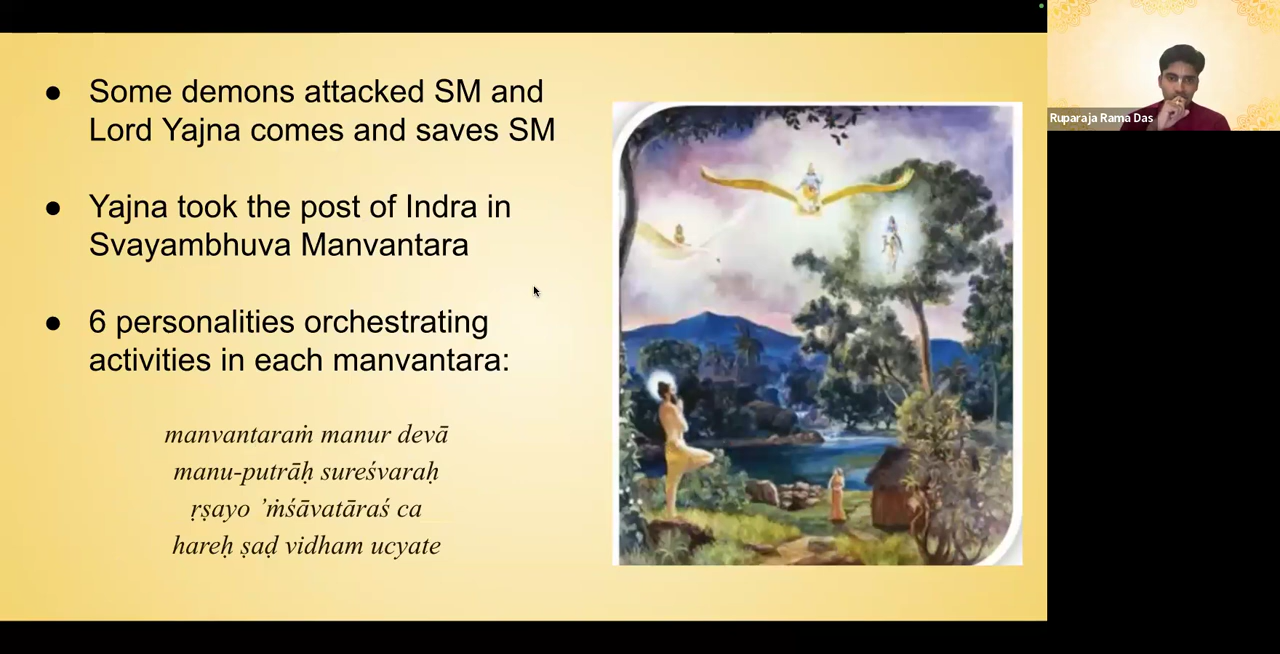 ● Some demons attacked SM and
Lord Yajna comes and saves SM
● Yajna took the post of Indra in
Svayambhuva Manvantara
● 6 personalities orchestrating
activities in each manvantara:
manvantaraṁ manur devā
manu-putrāḥ sureśvaraḥ
ṛṣayo ’ṁśāvatāraś ca
hareḥ ṣaḍ vidham ucyate
Ruparaja Rama Das